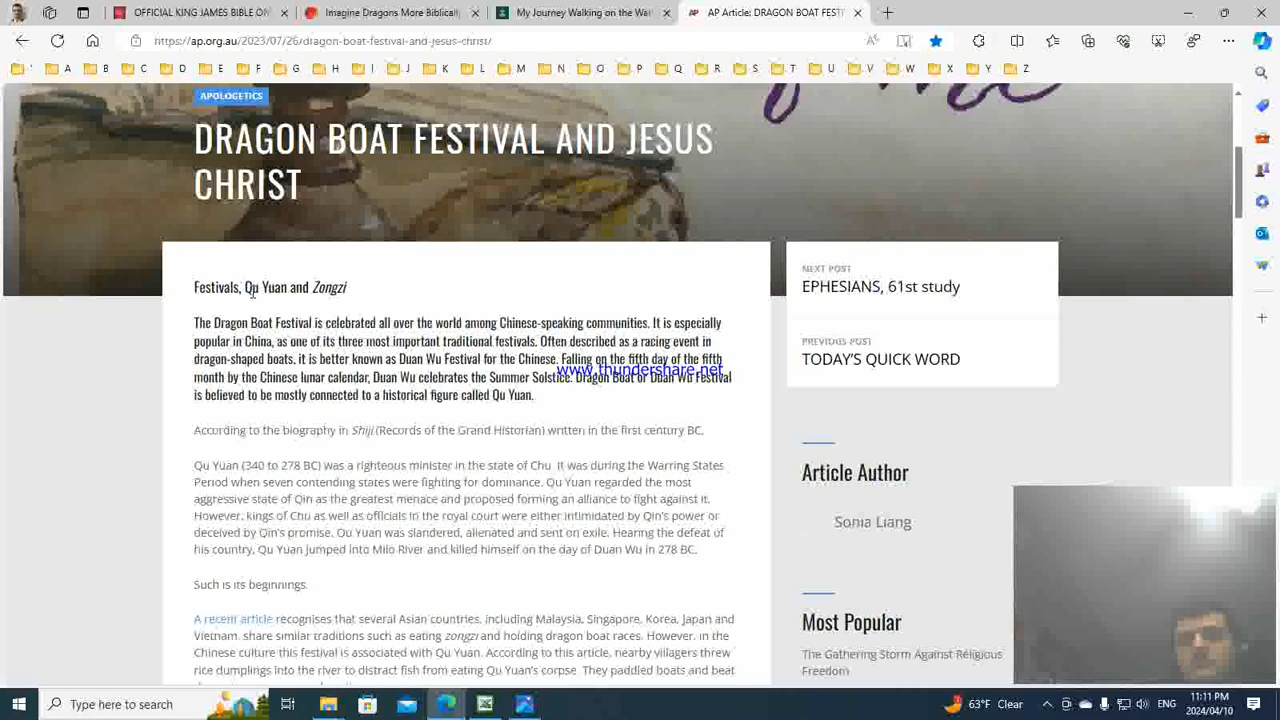 OFFICIAL KING JAMES BIBLE ON
Imagine Dragons More Biblical
My Journey Walking on the War
AP Article: DRAGON BOAT FEST
https://ap.org.au/2023/07/26/dragon-boat-festival-and-jesus-christ/
A B C D E F G H I J K L M N O P Q R S T U V W X Y Z
APOLOGETICS
DRAGON BOAT FESTIVAL AND JESUS
CHRIST
Festivals, Qu Yuan and Zongzi
The Dragon Boat Festival is celebrated all over the world among Chinese-speaking communities. It is especially
popular in China, as one of its three most important traditional festivals. Often described as a racing event in
dragon-shaped boats, it is better known as Duan Wu Festival for the Chinese. Falling on the fifth day of the fifth
month by the Chinese lunar calendar, Duan Wu celebrates the Summer Solstice. Dragon Boat or Duan Wu Festival
is believed to be mostly connected to a historical figure called Qu Yuan.
www.thundershare.net
According to the biography in Shiji (Records of the Grand Historian) written in the first century BC,
Qu Yuan (340 to 278 BC) was a righteous minister in the state of Chu. It was during the Warring States
Period when seven contending states were fighting for dominance. Qu Yuan regarded the most
aggressive state of Qin as the greatest menace and proposed forming an alliance to fight against it.
However, kings of Chu as well as officials in the royal court were either intimidated by Qin's power or
deceived by Qin's promise. Qu Yuan was slandered, alienated and sent on exile. Hearing the defeat of
his country, Qu Yuan jumped into Milo River and killed himself on the day of Duan Wu in 278 BC.
Such is its beginnings.
A recent article recognises that several Asian countries, including Malaysia, Singapore, Korea, Japan and
Vietnam, share similar traditions such as eating zongzi and holding dragon boat races. However, in the
Chinese culture this festival is associated with Qu Yuan. According to this article, nearby villagers threw
rice dumplings into the river to distract fish from eating Qu Yuan's corpse. They paddled boats and beat
NEXT POST
EPHESIANS, 61st study
PREVIOUS POST
TODAY'S QUICK WORD
Article Author
Sonia Liang
Most Popular
The Gathering Storm Against Religious
Freedom
Type here to search
63°F Clear
ENG
11:11 PM
2024/04/10